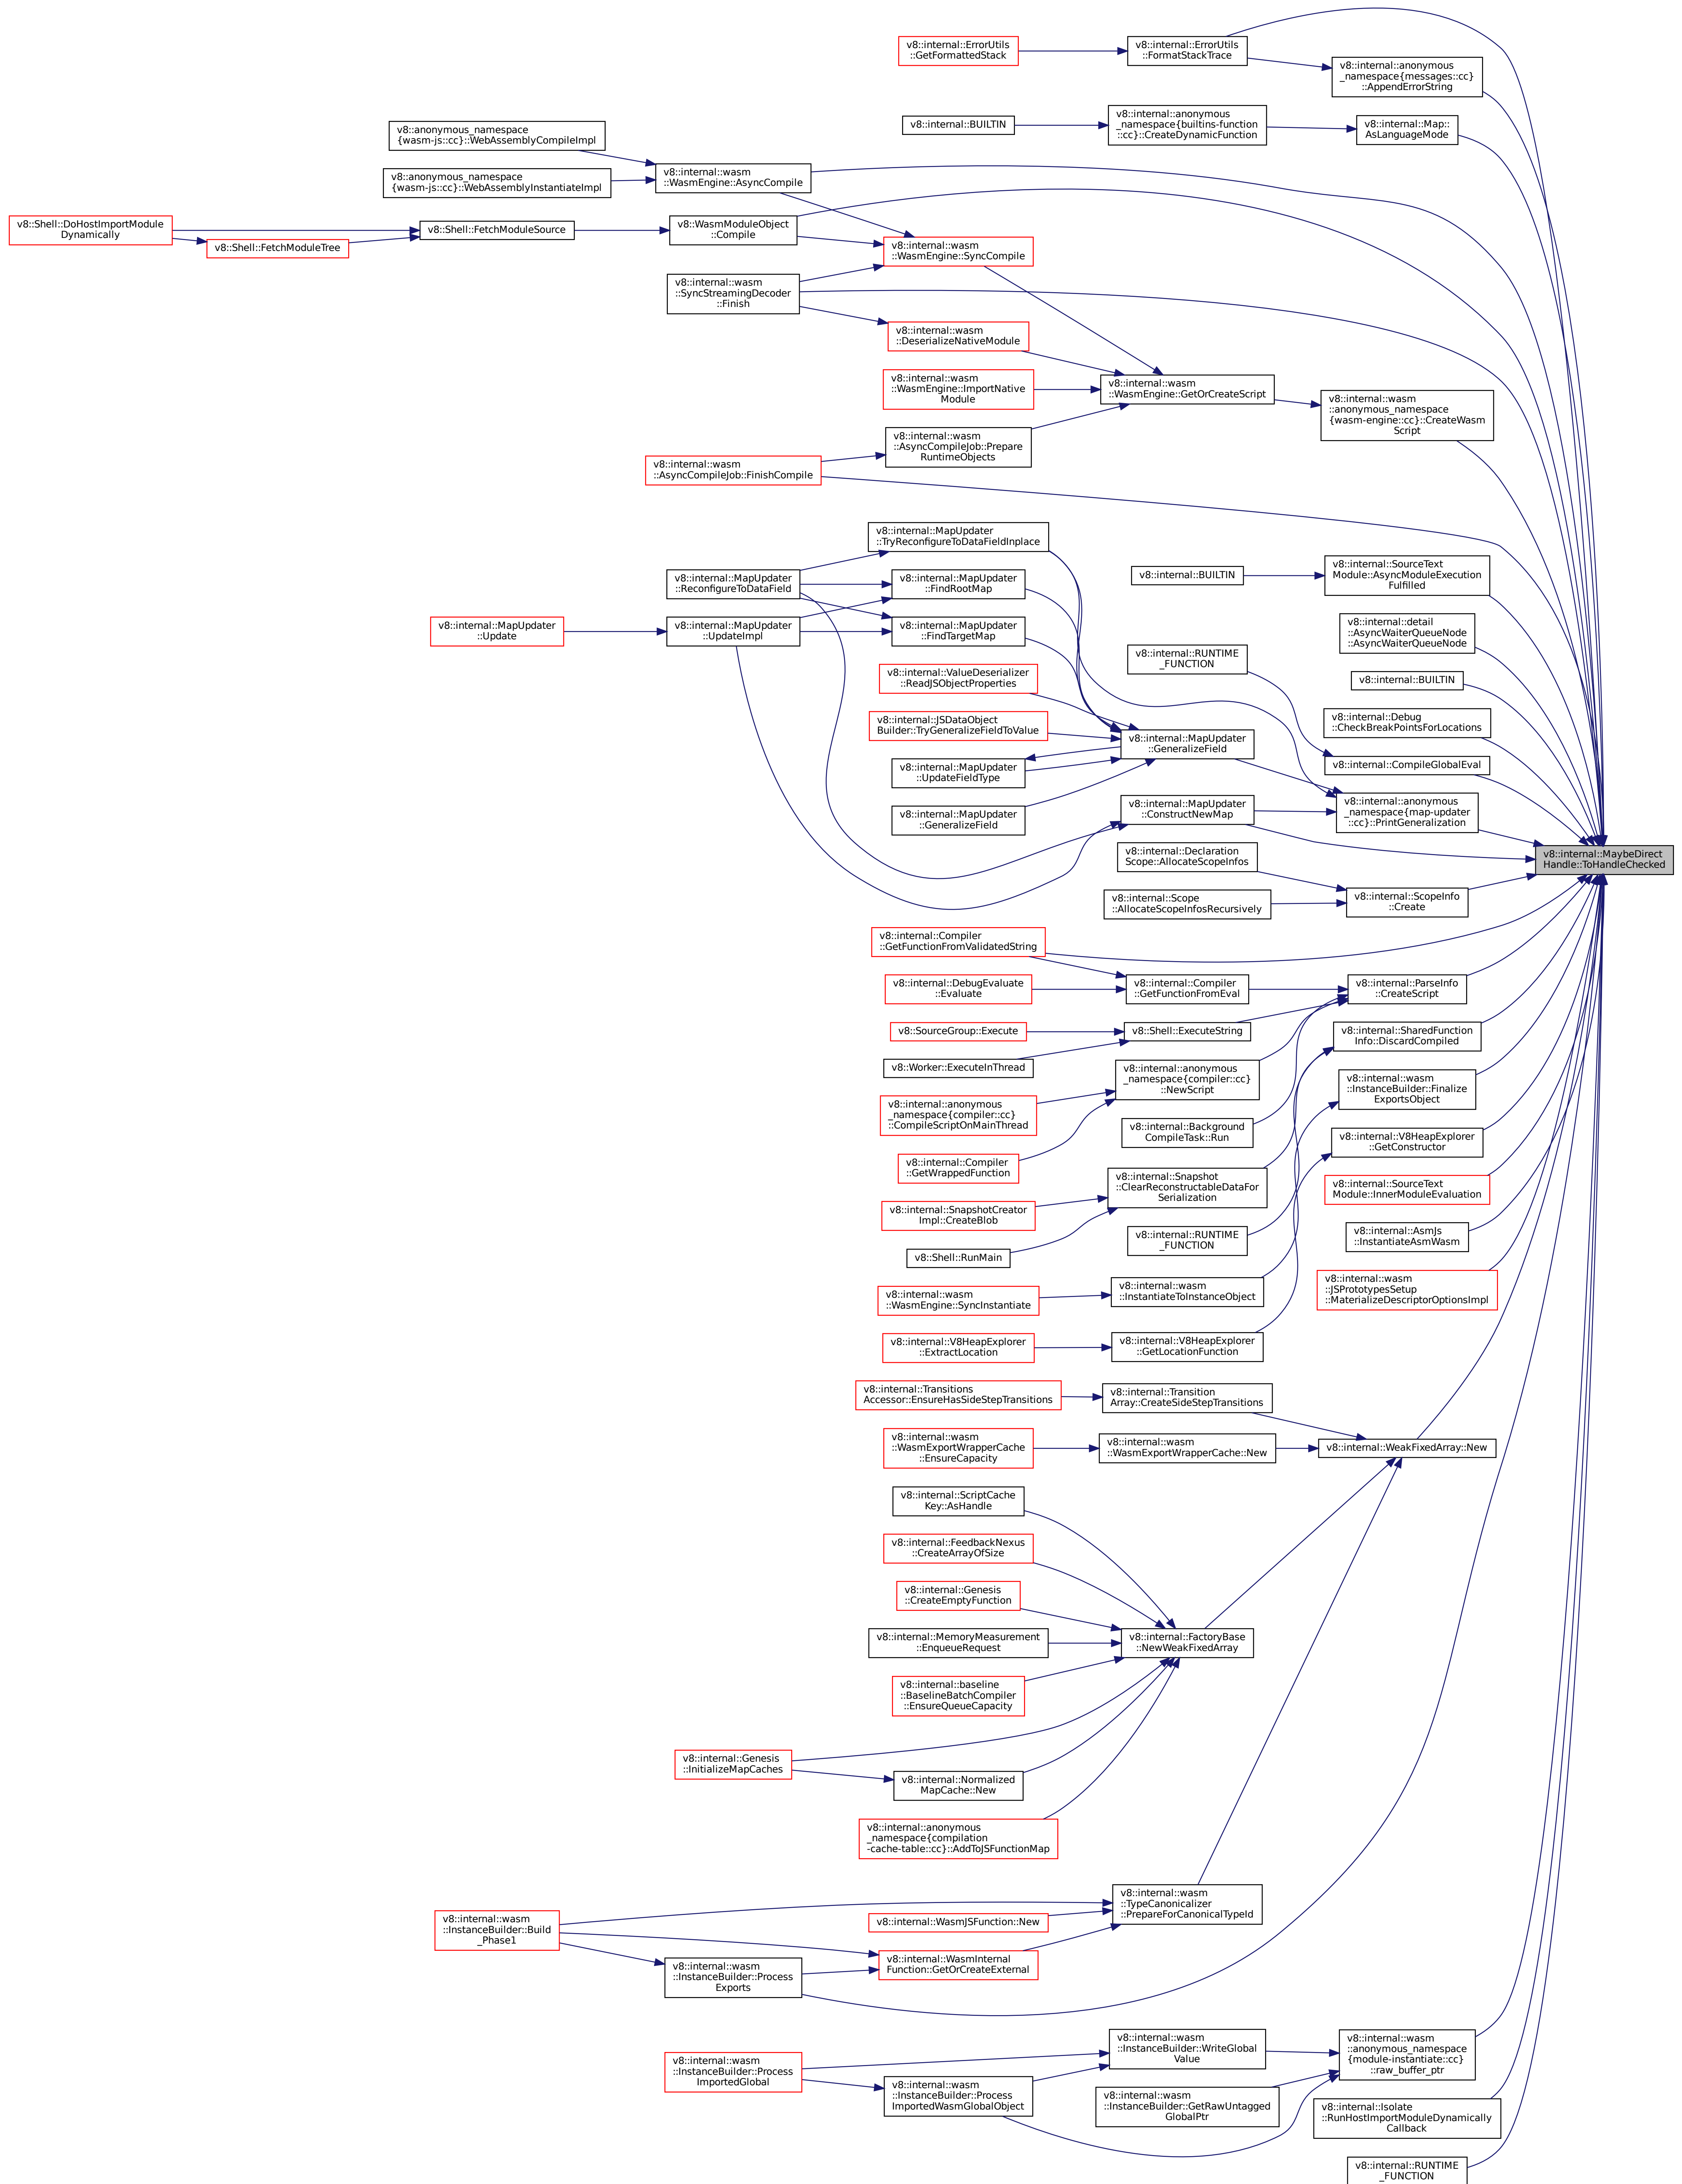 v8::internal::ErrorUtils
::GetFormattedStack
v8::internal::ErrorUtils
::FormatStackTrace
v8::internal::anonymous
_namespace{messages::cc}
::AppendErrorString
v8::internal::BUILTIN
v8::internal::anonymous
_namespace{builtins-function
::cc}::CreateDynamicFunction
v8::internal::Map::
AsLanguageMode
v8::anonymous_namespace
{wasm-js::cc}::WebAssemblyCompileImpl
v8::anonymous_namespace
{wasm-js::cc}::WebAssemblyInstantiateImpl
v8::internal::wasm
::WasmEngine::AsyncCompile
v8::Shell::DoHostImportModule
Dynamically
v8::Shell::FetchModuleTree
v8::Shell::FetchModuleSource
v8::WasmModuleObject
::Compile
v8::internal::wasm
::WasmEngine::SyncCompile
v8::internal::wasm
::SyncStreamingDecoder
::Finish
v8::internal::wasm
::DeserializeNativeModule
v8::internal::wasm
::WasmEngine::ImportNative
Module
v8::internal::wasm
::WasmEngine::GetOrCreateScript
v8::internal::wasm
::anonymous_namespace
{wasm-engine::cc}::CreateWasm
Script
v8::internal::wasm
::AsyncCompileJob::Prepare
RuntimeObjects
v8::internal::wasm
::AsyncCompileJob::FinishCompile
v8::internal::MapUpdater
::TryReconfigureToDataFieldInplace
v8::internal::MapUpdater
::ReconfigureToDataField
v8::internal::MapUpdater
::FindRootMap
v8::internal::BUILTIN
v8::internal::SourceText
Module::AsyncModuleExecution
Fulfilled
v8::internal::MapUpdater
::Update
v8::internal::MapUpdater
::UpdateImpl
v8::internal::MapUpdater
::FindTargetMap
v8::internal::detail
::AsyncWaiterQueueNode
::AsyncWaiterQueueNode
v8::internal::RUNTIME
_FUNCTION
v8::internal::BUILTIN
v8::internal::ValueDeserializer
::ReadJSObjectProperties
v8::internal::JSDataObject
Builder::TryGeneralizeFieldToValue
v8::internal::Debug
::CheckBreakPointsForLocations
v8::internal::MapUpdater
::GeneralizeField
v8::internal::CompileGlobalEval
v8::internal::MapUpdater
::UpdateFieldType
v8::internal::MapUpdater
::GeneralizeField
v8::internal::MapUpdater
::ConstructNewMap
v8::internal::anonymous
_namespace{map-updater
::cc}::PrintGeneralization
v8::internal::MaybeDirect
Handle::ToHandleChecked
v8::internal::Declaration
Scope::AllocateScopeInfos
v8::internal::Scope
::AllocateScopeInfosRecursively
v8::internal::ScopeInfo
::Create
v8::internal::Compiler
::GetFunctionFromValidatedString
v8::internal::DebugEvaluate
::Evaluate
v8::internal::Compiler
::GetFunctionFromEval
v8::internal::ParseInfo
::CreateScript
v8::SourceGroup::Execute
v8::Shell::ExecuteString
v8::internal::SharedFunction
Info::DiscardCompiled
v8::Worker::ExecuteInThread
v8::internal::anonymous
_namespace{compiler::cc}
::NewScript
v8::internal::wasm
::InstanceBuilder::Finalize
ExportsObject
v8::internal::anonymous
_namespace{compiler::cc}
::CompileScriptOnMainThread
v8::internal::Background
CompileTask::Run
v8::internal::V8HeapExplorer
::GetConstructor
v8::internal::Compiler
::GetWrappedFunction
v8::internal::Snapshot
::ClearReconstructableDataFor
Serialization
v8::internal::SourceText
Module::InnerModuleEvaluation
v8::internal::SnapshotCreator
Impl::CreateBlob
v8::internal::RUNTIME
_FUNCTION
v8::internal::AsmJs
::InstantiateAsmWasm
v8::Shell::RunMain
v8::internal::wasm
::WasmEngine::SyncInstantiate
v8::internal::wasm
::InstantiateToInstanceObject
v8::internal::wasm
::JSPrototypesSetup
::MaterializeDescriptorOptionsImpl
v8::internal::V8HeapExplorer
::ExtractLocation
v8::internal::V8HeapExplorer
::GetLocationFunction
v8::internal::Transitions
Accessor::EnsureHasSideStepTransitions
v8::internal::Transition
Array::CreateSideStepTransitions
v8::internal::wasm
::WasmExportWrapperCache
::EnsureCapacity
v8::internal::wasm
::WasmExportWrapperCache::New
v8::internal::WeakFixedArray::New
v8::internal::ScriptCache
Key::AsHandle
v8::internal::FeedbackNexus
::CreateArrayOfSize
v8::internal::Genesis
::CreateEmptyFunction
v8::internal::MemoryMeasurement
::EnqueueRequest
v8::internal::FactoryBase
::NewWeakFixedArray
v8::internal::baseline
::BaselineBatchCompiler
::EnsureQueueCapacity
v8::internal::Genesis
::InitializeMapCaches
v8::internal::Normalized
MapCache::New
v8::internal::anonymous
_namespace{compilation
-cache-table::cc}::AddToJSFunctionMap
v8::internal::wasm
::TypeCanonicalizer
::PrepareForCanonicalTypeId
v8::internal::wasm
::InstanceBuilder::Build
_Phase1
v8::internal::WasmJSFunction::New
v8::internal::WasmInternal
Function::GetOrCreateExternal
v8::internal::wasm
::InstanceBuilder::Process
Exports
v8::internal::wasm
::InstanceBuilder::WriteGlobal
Value
v8::internal::wasm
::anonymous_namespace
{module-instantiate::cc}
::raw_buffer_ptr
v8::internal::wasm
::InstanceBuilder::Process
ImportedGlobal
v8::internal::wasm
::InstanceBuilder::Process
ImportedWasmGlobalObject
v8::internal::wasm
::InstanceBuilder::GetRawUntagged
GlobalPtr
v8::internal::Isolate
::RunHostImportModuleDynamically
Callback
v8::internal::RUNTIME
_FUNCTION